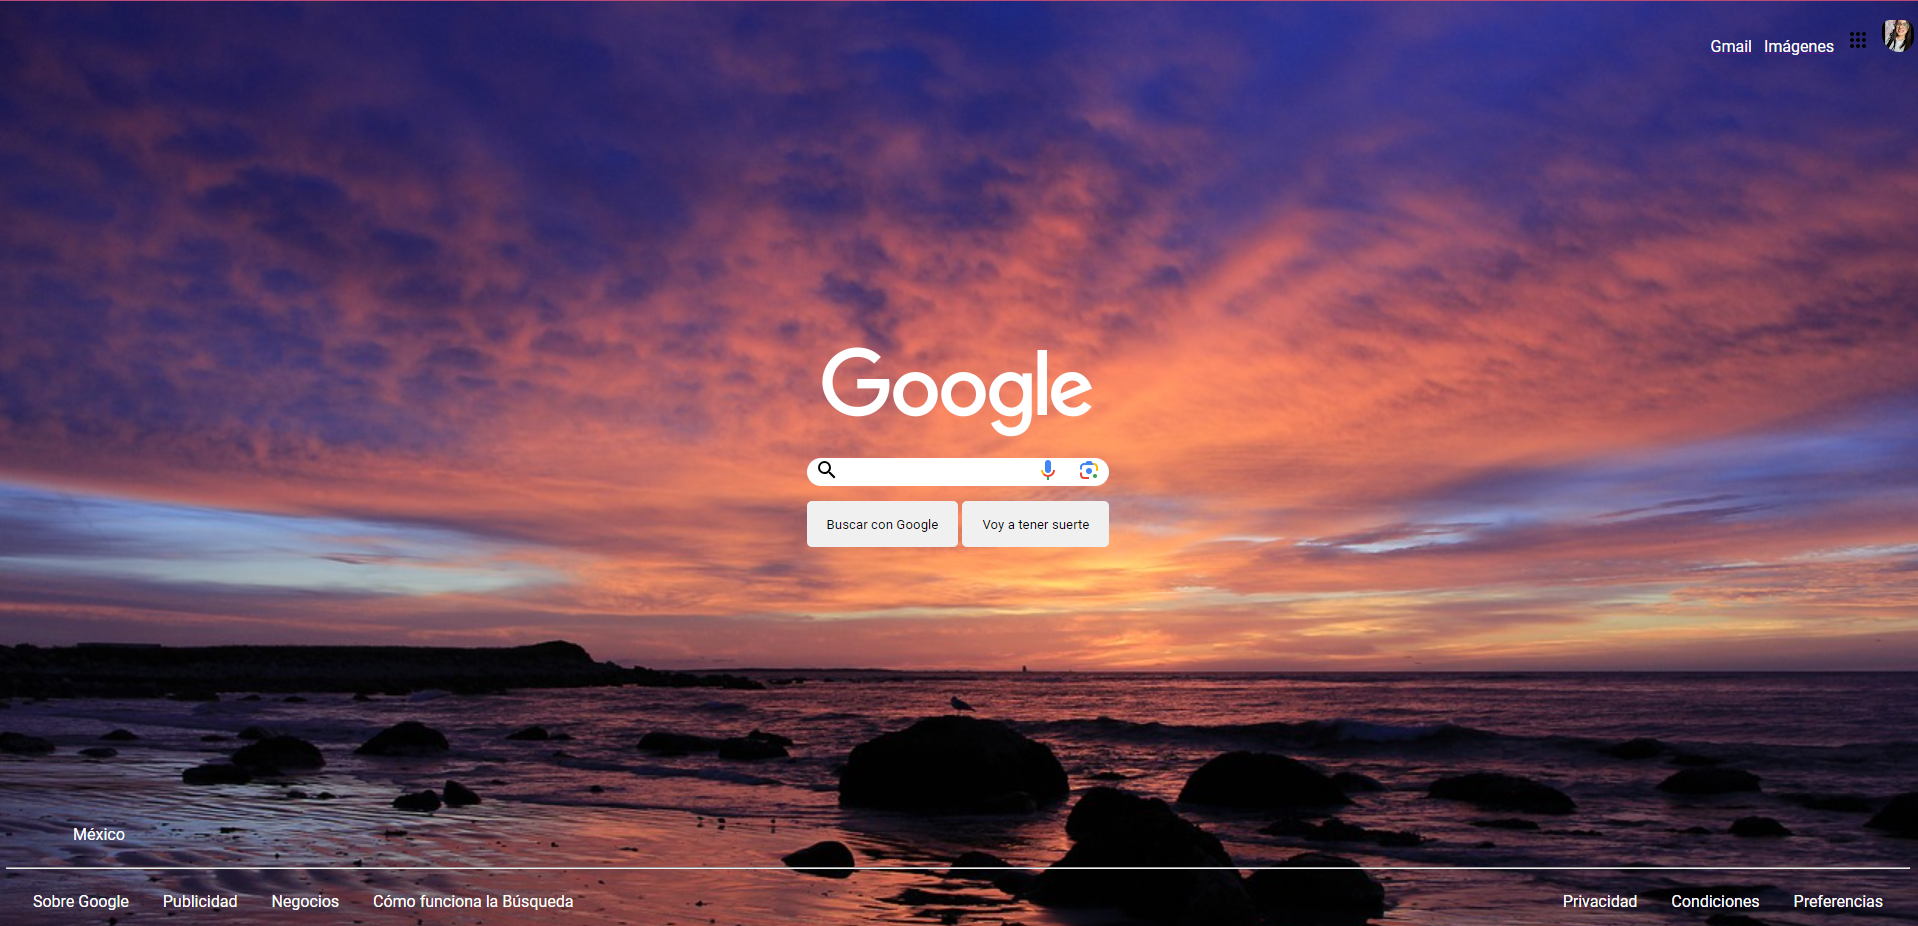 Gmail Imágenes
Google
Buscar con Google Voy a tener suerte
México
Sobre Google Publicidad Negocios Cómo funciona la Búsqueda Privacidad Condiciones Preferencias